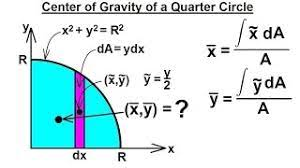 Center of Gravity of a Quarter Circle
y
x² + y² = R²
R
dA = ydx
(x̃,ỹ) ỹ = y/2
(x̅,y̅) = ?
R
x
dx
x̅ = ∫ x̃ dA / A
y̅ = ∫ ỹ dA / A